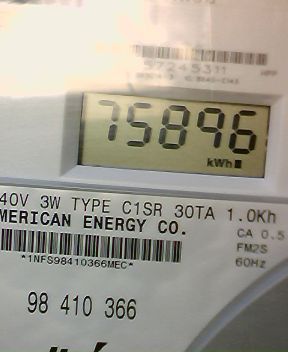 57245311
75896
kWh
40V 3W TYPE C1SR 30TA 1.0Kh
MERICAN ENERGY CO.
CA 0.5
FM2S
*1NFS98410366MEC*
60Hz
98 410 366